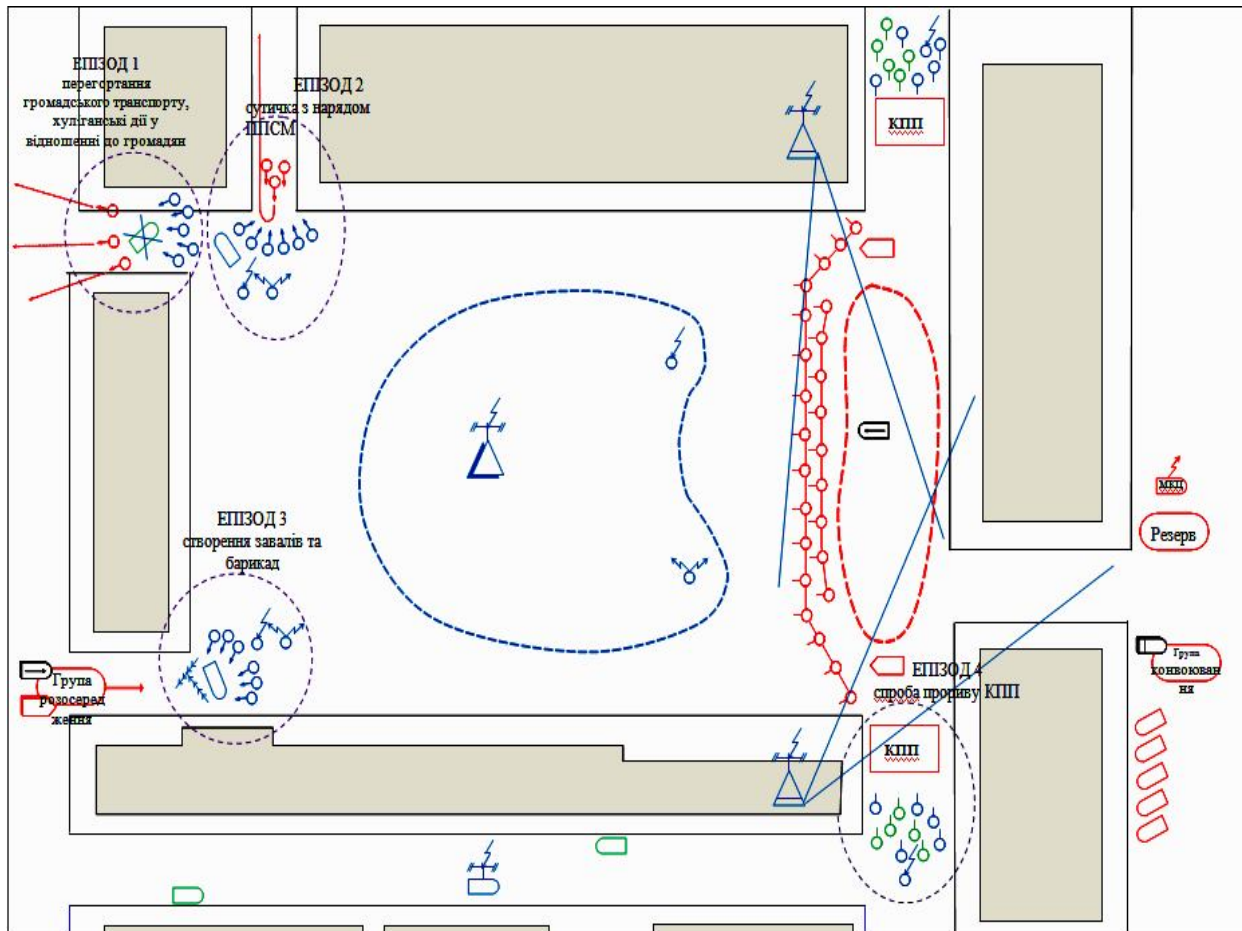 ЕПІЗОД 1
перегортання
громадського транспорту,
хуліганські дії у
відношенні до громадян
ЕПІЗОД 2
сутичка з нарядом
ППСМ
КПП
МКЦ
Резерв
ЕПІЗОД 3
створення завалів та
барикад
Група
розосеред
ження
ЕПІЗОД 4
спроба прориву КПП
Група
конвоюван
ня
КПП